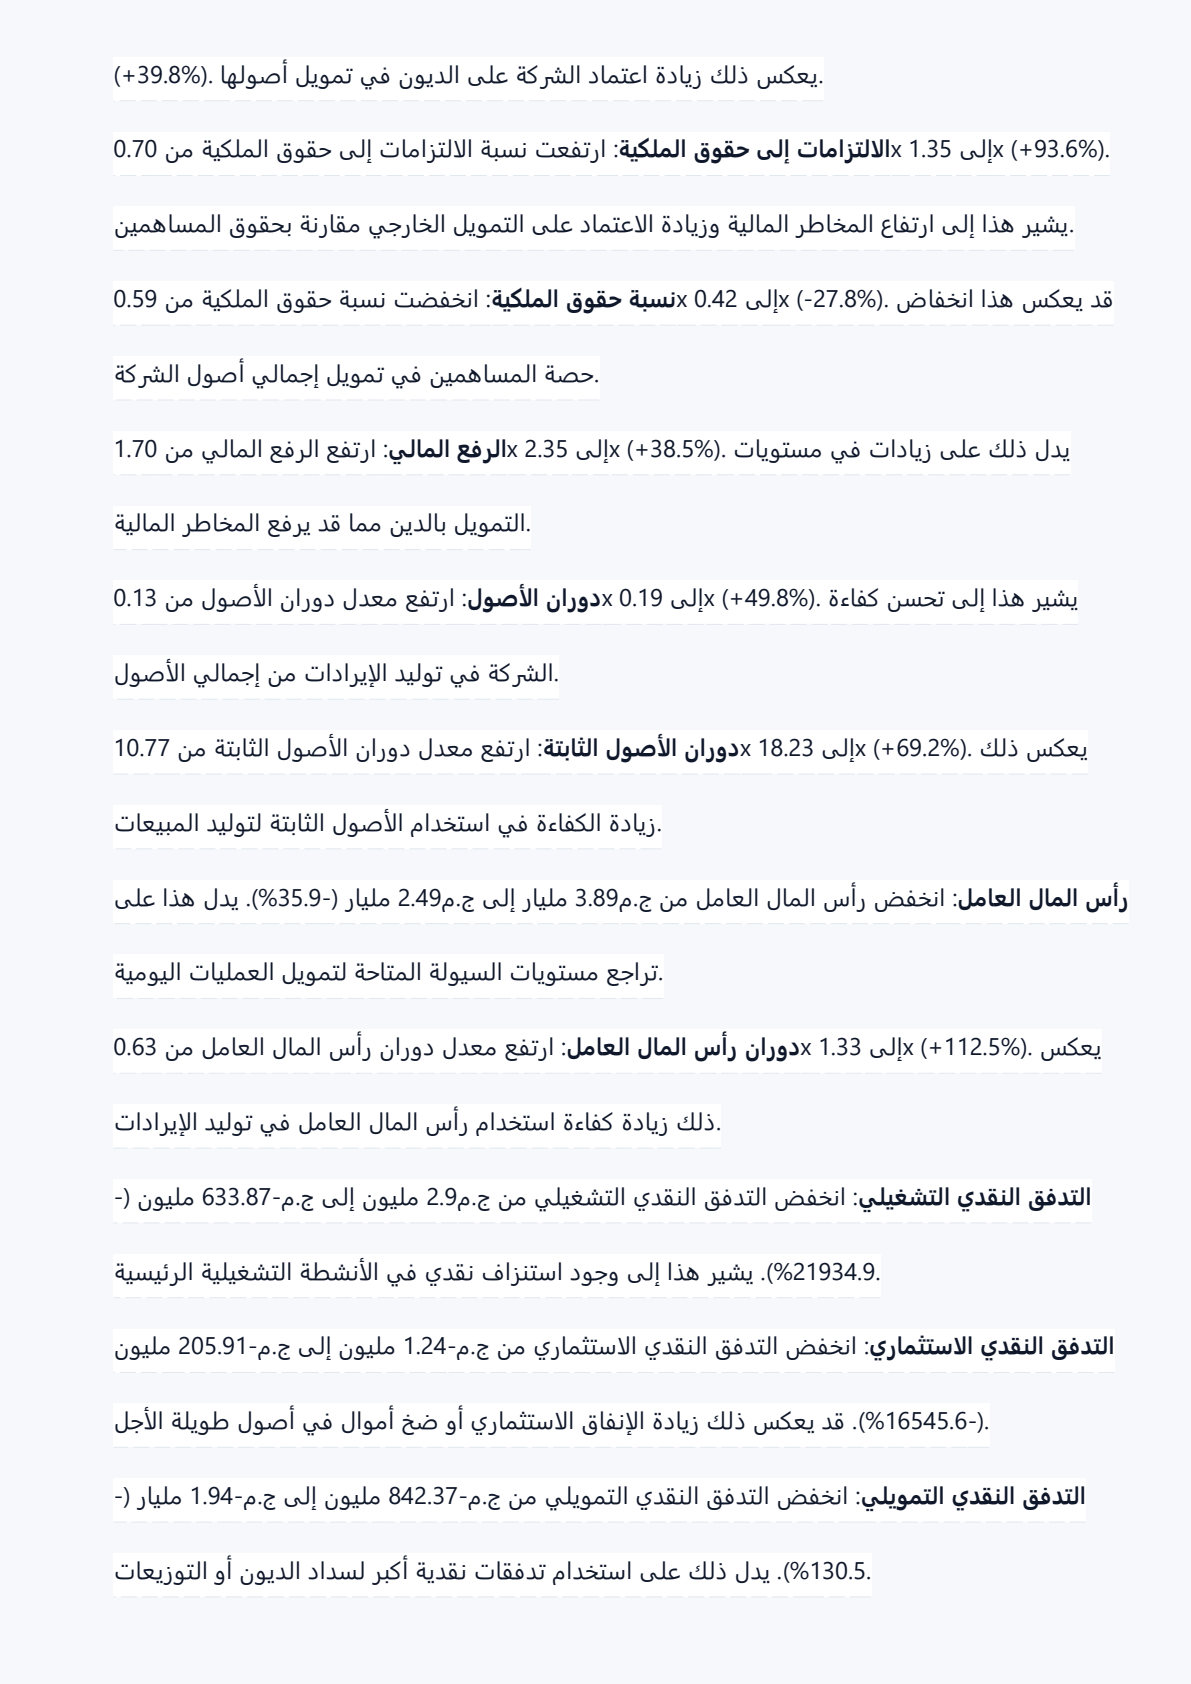 (+39.8%). يعكس ذلك زيادة اعتماد الشركة على الديون في تمويل أصولها.
الالتزامات إلى حقوق الملكية: ارتفعت نسبة الالتزامات إلى حقوق الملكية من 0.70x إلى 1.35x (+93.6%).
يشير هذا إلى ارتفاع المخاطر المالية وزيادة الاعتماد على التمويل الخارجي مقارنة بحقوق المساهمين.
نسبة حقوق الملكية: انخفضت نسبة حقوق الملكية من 0.59x إلى 0.42x (-27.8%). قد يعكس هذا انخفاض
حصة المساهمين في تمويل إجمالي أصول الشركة.
الرفع المالي: ارتفع الرفع المالي من 1.70x إلى 2.35x (+38.5%). يدل ذلك على زيادات في مستويات
التمويل بالدين مما قد يرفع المخاطر المالية.
دوران الأصول: ارتفع معدل دوران الأصول من 0.13x إلى 0.19x (+49.8%). يشير هذا إلى تحسن كفاءة
الشركة في توليد الإيرادات من إجمالي الأصول.
دوران الأصول الثابتة: ارتفع معدل دوران الأصول الثابتة من 10.77x إلى 18.23x (+69.2%). يعكس ذلك
زيادة الكفاءة في استخدام الأصول الثابتة لتوليد المبيعات.
رأس المال العامل: انخفض رأس المال العامل من ج.م3.89 مليار إلى ج.م2.49 مليار (-35.9%). يدل هذا على
تراجع مستويات السيولة المتاحة لتمويل العمليات اليومية.
دوران رأس المال العامل: ارتفع معدل دوران رأس المال العامل من 0.63x إلى 1.33x (+112.5%). يعكس
ذلك زيادة كفاءة استخدام رأس المال العامل في توليد الإيرادات.
التدفق النقدي التشغيلي: انخفض التدفق النقدي التشغيلي من ج.م2.9 مليون إلى ج.م-633.87 مليون (-
21934.9%). يشير هذا إلى وجود استنزاف نقدي في الأنشطة التشغيلية الرئيسية.
التدفق النقدي الاستثماري: انخفض التدفق النقدي الاستثماري من ج.م-1.24 مليون إلى ج.م-205.91 مليون
(-16545.6%). قد يعكس ذلك زيادة الإنفاق الاستثماري أو ضخ أموال في أصول طويلة الأجل.
التدفق النقدي التمويلي: انخفض التدفق النقدي التمويلي من ج.م-842.37 مليون إلى ج.م-1.94 مليار (-
130.5%). يدل ذلك على استخدام تدفقات نقدية أكبر لسداد الديون أو التوزيعات.